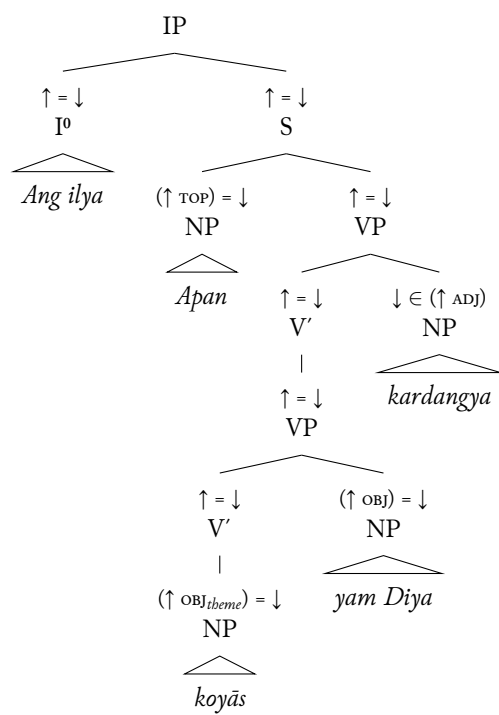 IP
↑ = ↓ ↑ = ↓
I⁰ S
Ang ilya (↑ TOP) = ↓ ↑ = ↓
NP VP
Apan ↑ = ↓ ↓ ∈ (↑ ADJ)
V′ NP
kardangya
↑ = ↓
VP
↑ = ↓ (↑ OBJ) = ↓
V′ NP
(↑ OBJtheme) = ↓ yam Diya
NP
koyās